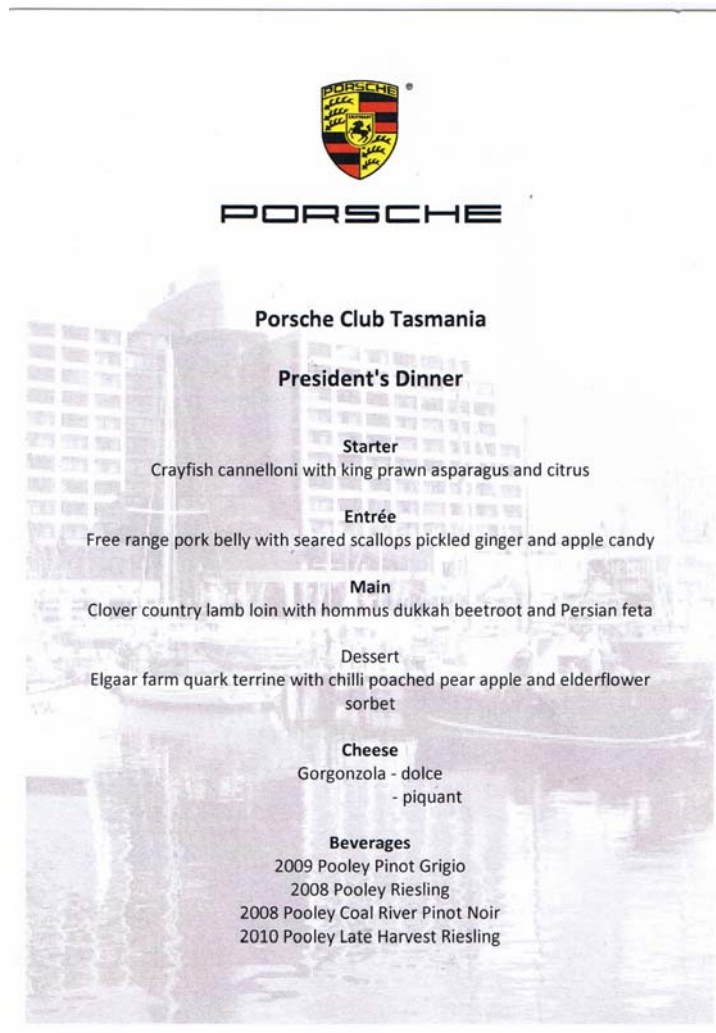 PORSCHE
®
PORSCHE
Porsche Club Tasmania
President's Dinner
Starter
Crayfish cannelloni with king prawn asparagus and citrus
Entrée
Free range pork belly with seared scallops pickled ginger and apple candy
Main
Clover country lamb loin with hommus dukkah beetroot and Persian feta
Dessert
Elgaar farm quark terrine with chilli poached pear apple and elderflower
sorbet
Cheese
Gorgonzola - dolce
- piquant
Beverages
2009 Pooley Pinot Grigio
2008 Pooley Riesling
2008 Pooley Coal River Pinot Noir
2010 Pooley Late Harvest Riesling